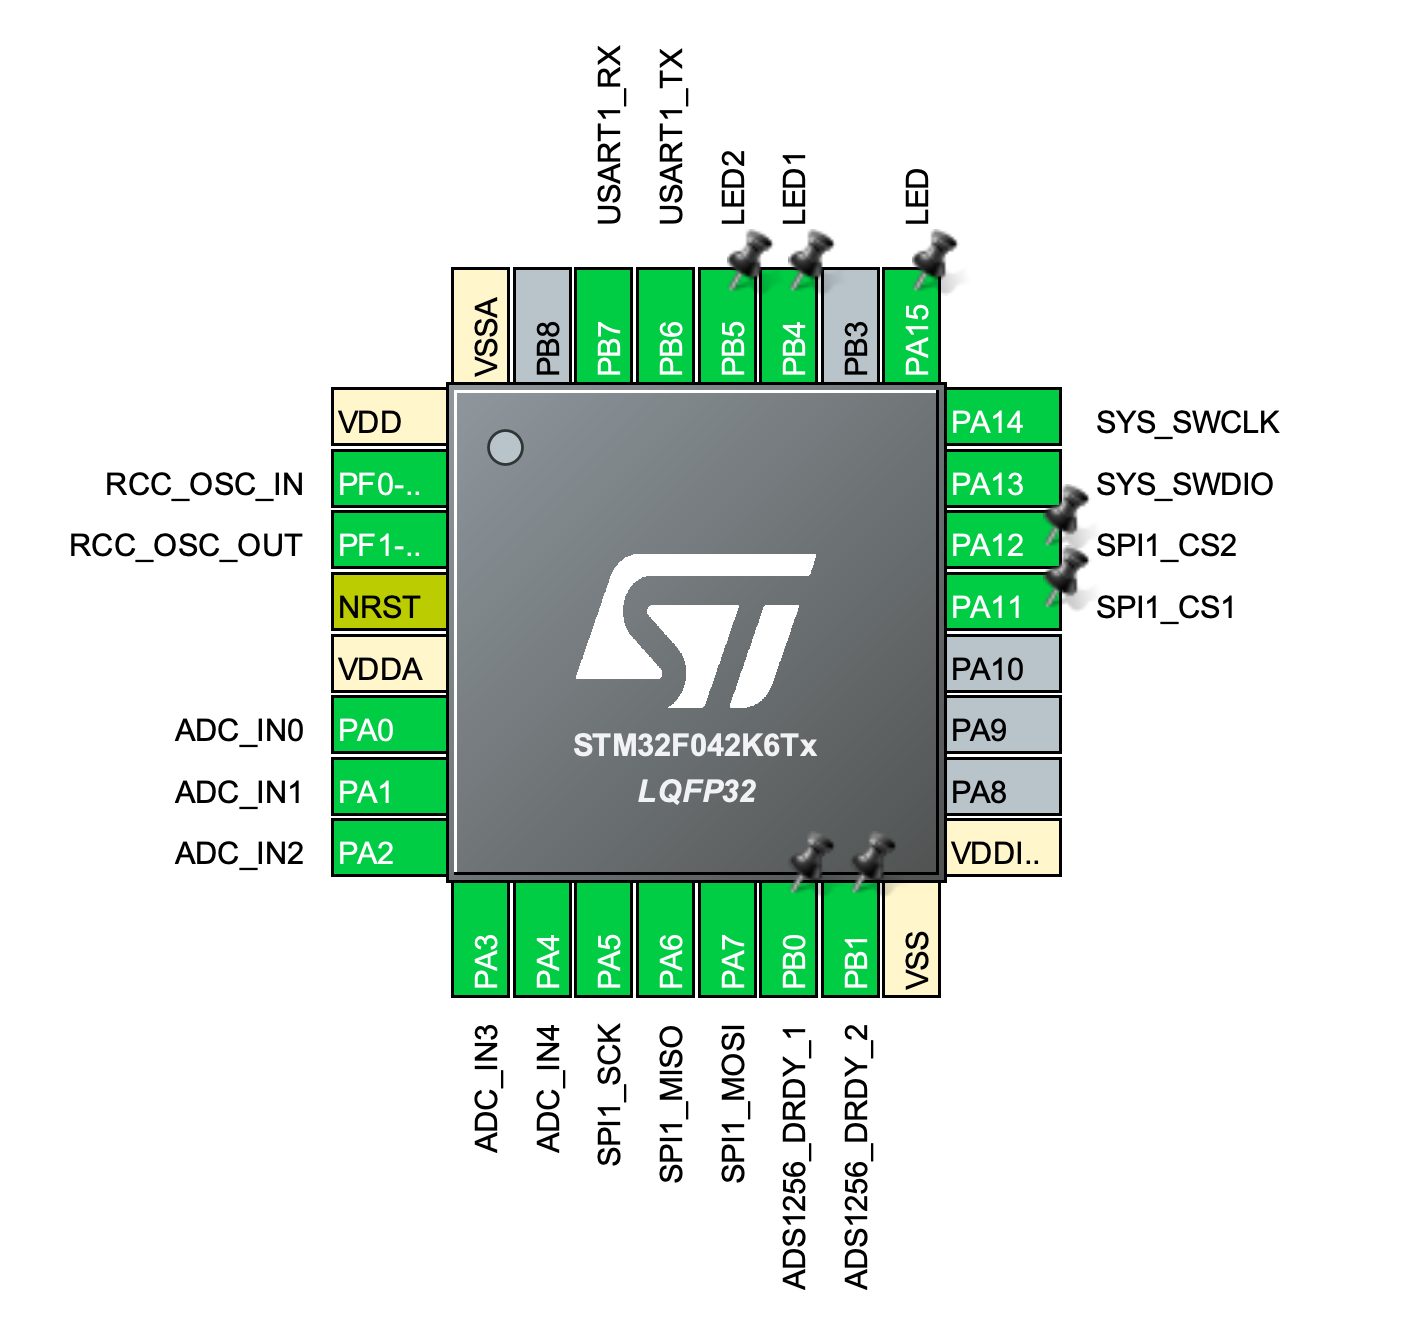 USART1_RX
USART1_TX
LED2
LED1
LED
VSSA
PB8
PB7
PB6
PB5
PB4
PB3
PA15
VDD
RCC_OSC_IN PF0-..
RCC_OSC_OUT PF1-..
NRST
VDDA
ADC_IN0 PA0
ADC_IN1 PA1
ADC_IN2 PA2
ST
STM32F042K6Tx
LQFP32
PA14 SYS_SWCLK
PA13 SYS_SWDIO
PA12 SPI1_CS2
PA11 SPI1_CS1
PA10
PA9
PA8
VDDI..
PA3
PA4
PA5
PA6
PA7
PB0
PB1
VSS
ADC_IN3
ADC_IN4
SPI1_SCK
SPI1_MISO
SPI1_MOSI
ADS1256_DRDY_1
ADS1256_DRDY_2